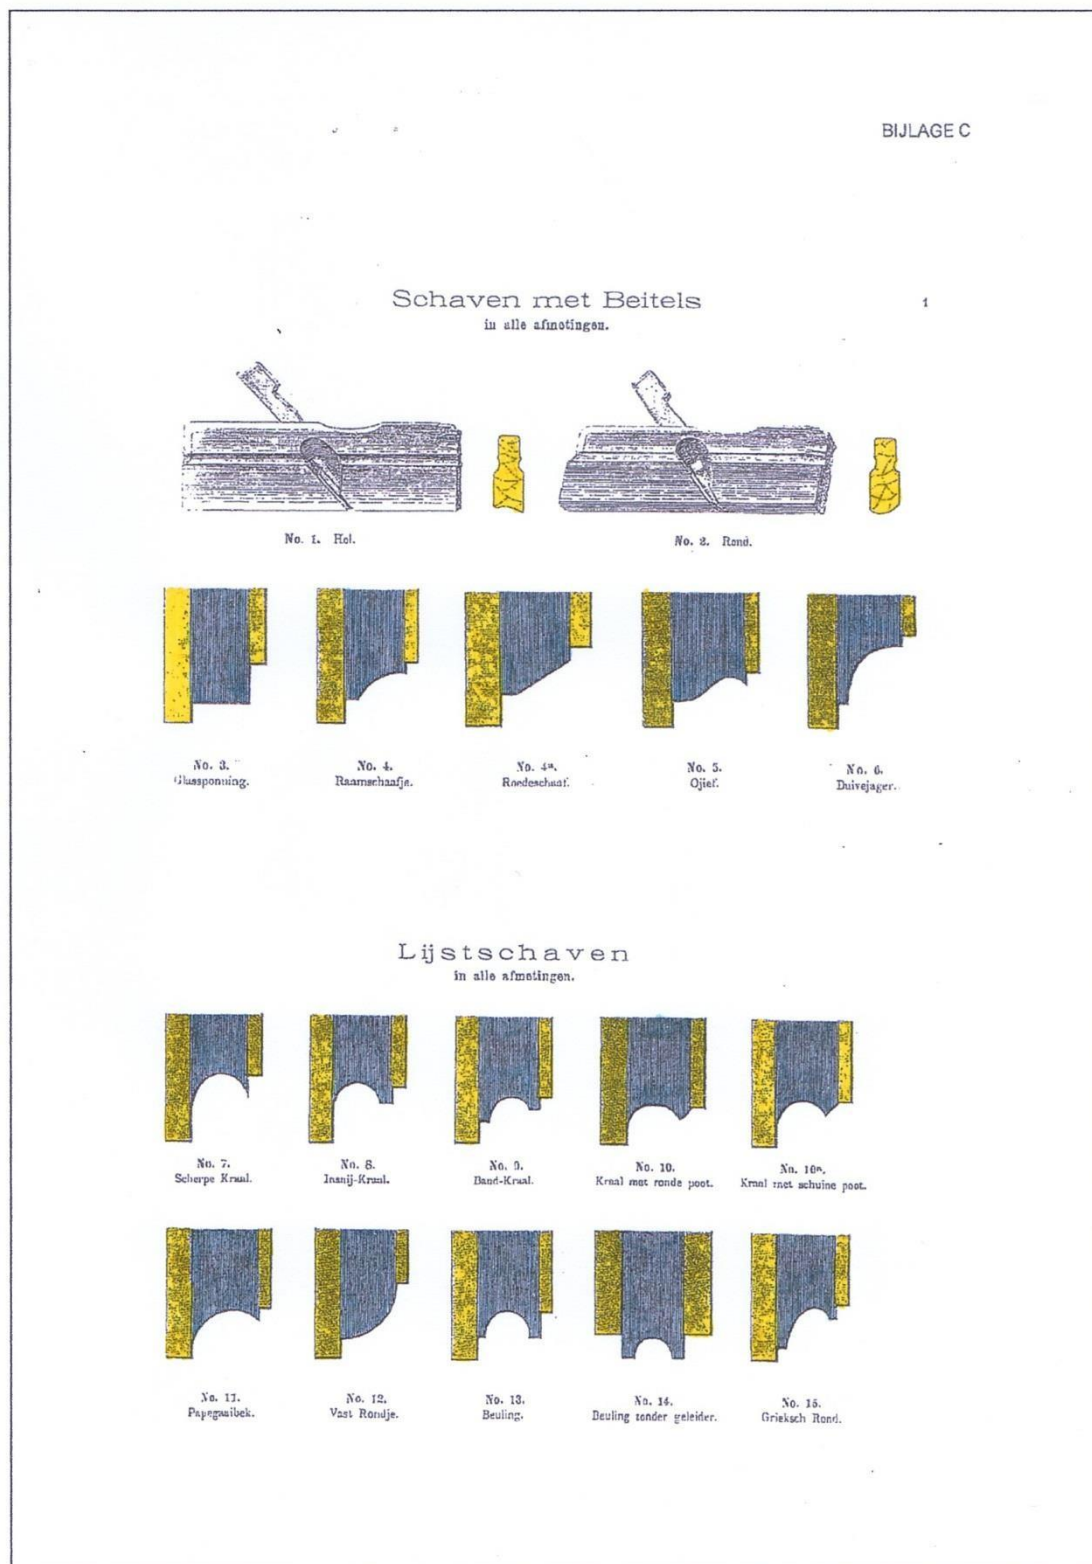 BIJLAGE C
Schaven met Beitels
1
in alle afmetingen.
No. 1. Hol.
No. 2. Rond.
No. 3.
Glassponning.
No. 4.
Raamschaafje.
No. 4a.
Roedeschaaf.
No. 5.
Ojief.
No. 6.
Duivejager.
Lijstschaven
in alle afmetingen.
No. 7.
Scherpe Kraal.
No. 8.
Insnij-Kraal.
No. 9.
Band-Kraal.
No. 10.
Kraal met ronde poot.
No. 10a.
Kraal met schuine poot.
No. 11.
Papegaaibek.
No. 12.
Vast Rondje.
No. 13.
Beuling.
No. 14.
Beuling zonder geleider.
No. 15.
Grieksch Rond.